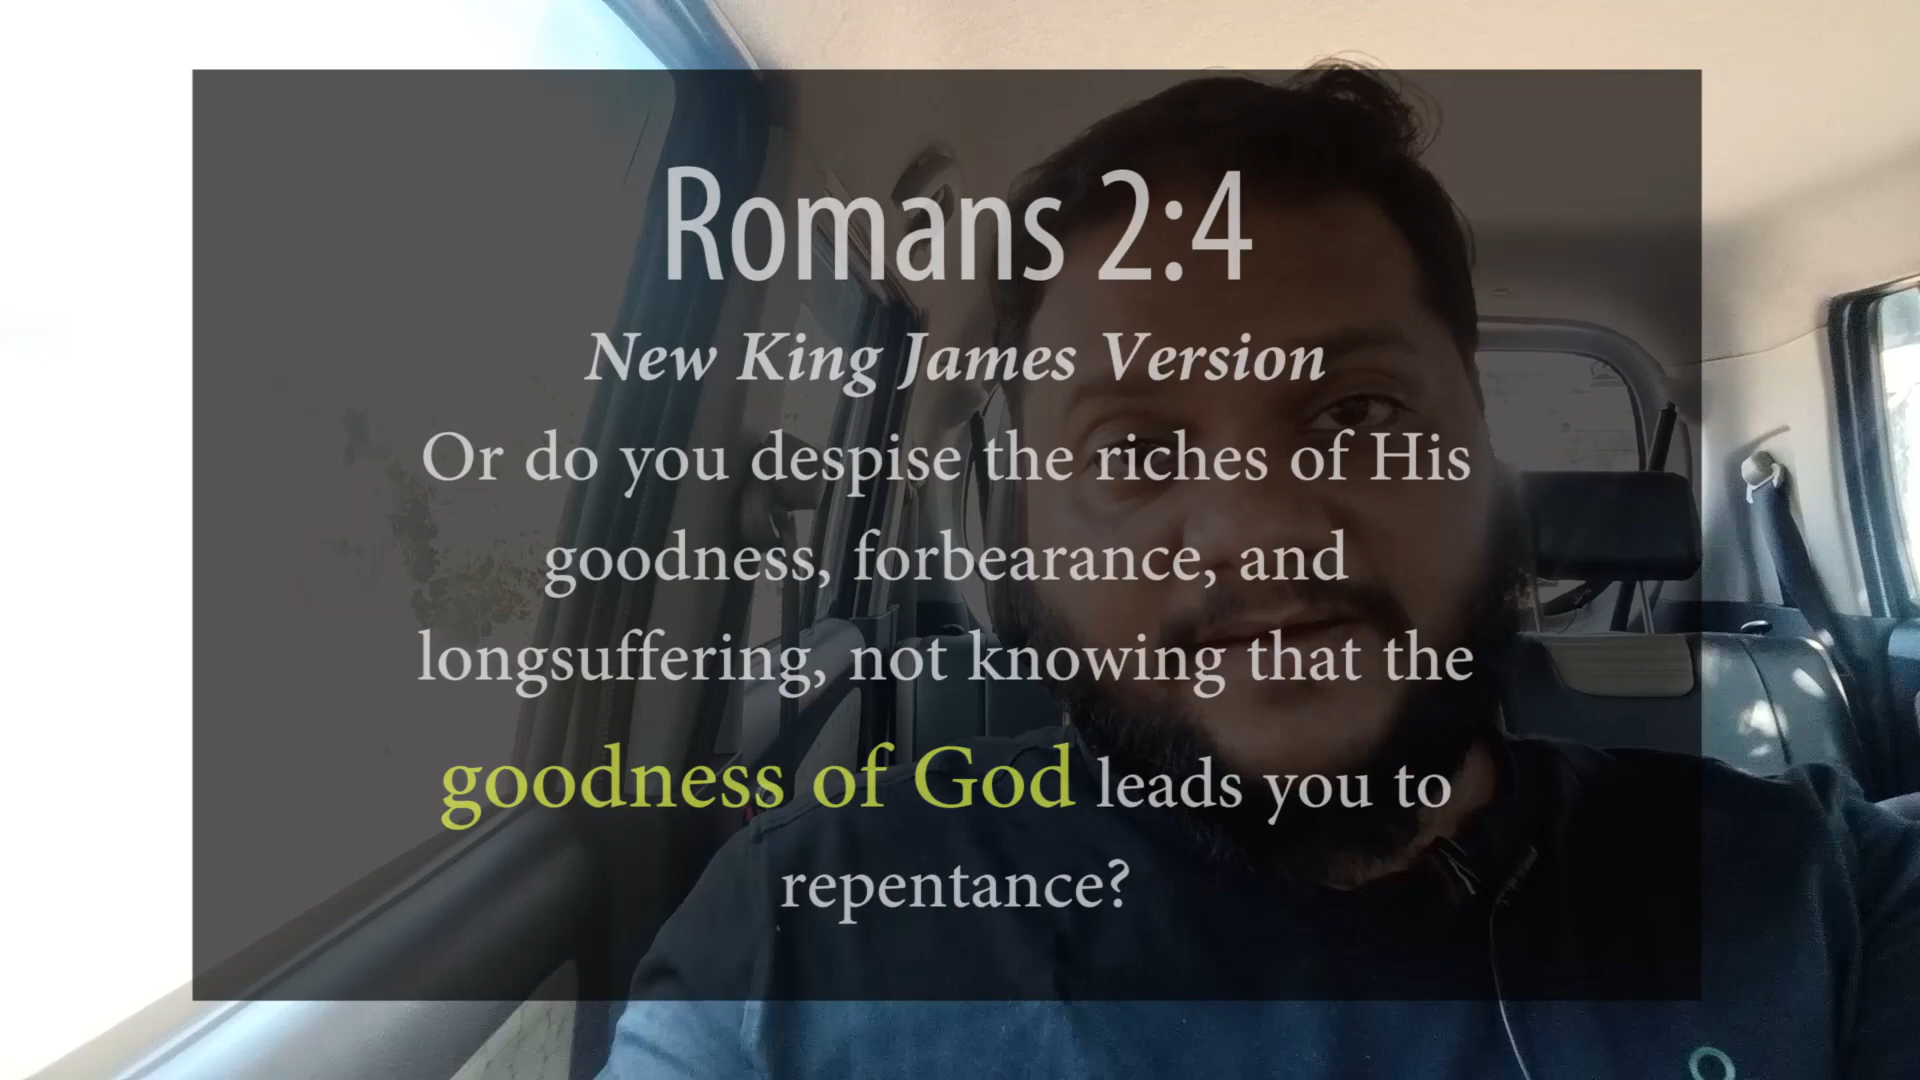 Romans 2:4
New King James Version
Or do you despise the riches of His
goodness, forbearance, and
longsuffering, not knowing that the
goodness of God leads you to
repentance?